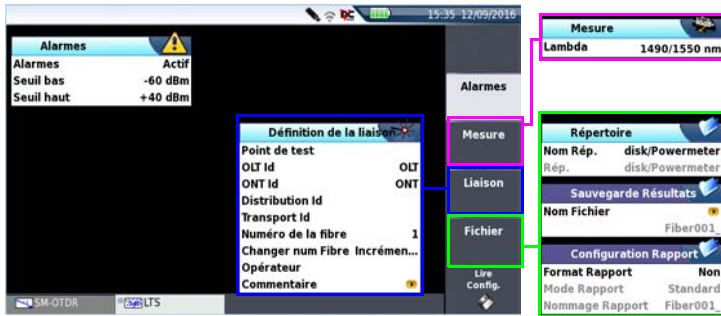 15:35 12/09/2016
Alarmes
Alarmes Actif
Seuil bas -60 dBm
Seuil haut +40 dBm
Définition de la liaison
Point de test
OLT Id OLT
ONT Id ONT
Distribution Id
Transport Id
Numéro de la fibre 1
Changer num Fibre Incrémen...
Opérateur
Commentaire
Alarmes
Mesure
Liaison
Fichier
Lire
Config.
SM-OTDR
LTS
Mesure
Lambda 1490/1550 nm
Répertoire
Nom Rép. disk/Powermeter
Rép. disk/Powermeter
Sauvegarde Résultats
Nom Fichier
Fiber001_
Configuration Rapport
Format Rapport Non
Mode Rapport Standard
Nommage Rapport Fiber001_